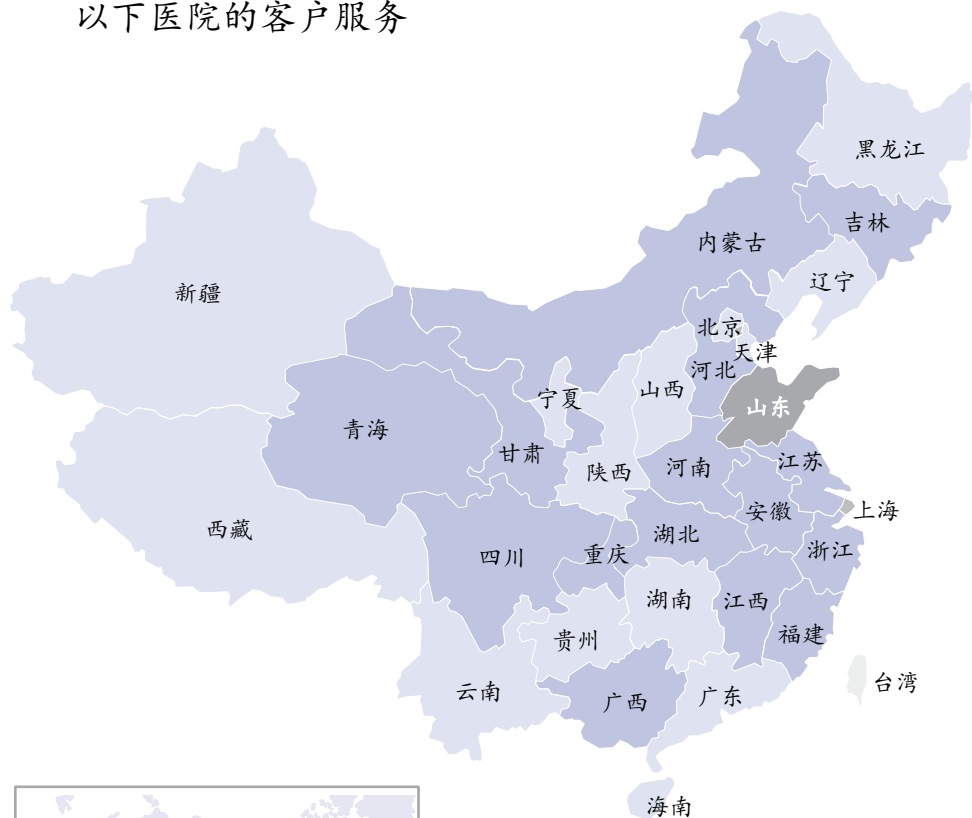 以下医院的客户服务
黑龙江
吉林
内蒙古
辽宁
新疆
北京
天津
河北
山西
宁夏
山东
青海
甘肃
陕西
河南
江苏
西藏
安徽
上海
湖北
浙江
四川
重庆
湖南
江西
福建
贵州
云南
广西
广东
台湾
海南